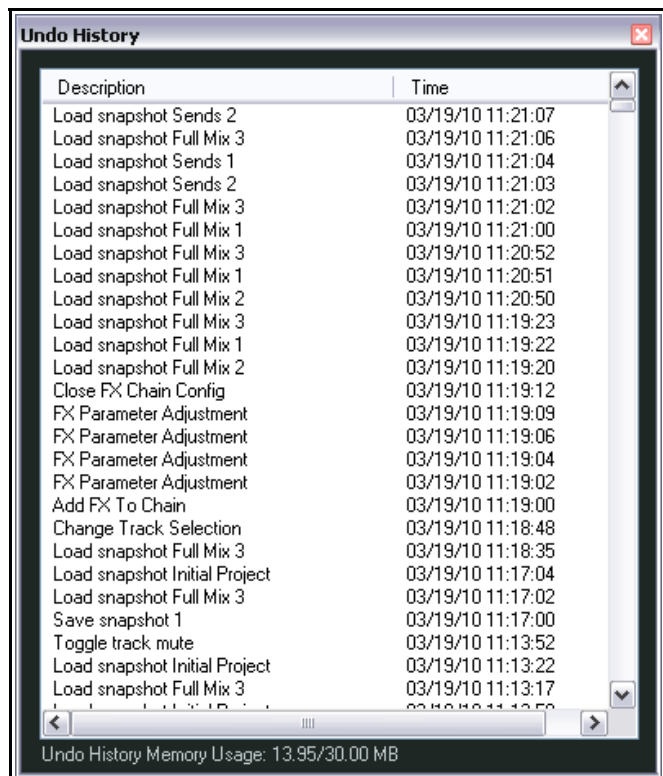 Undo History
Description Time
Load snapshot Sends 2 03/19/10 11:21:07
Load snapshot Full Mix 3 03/19/10 11:21:06
Load snapshot Sends 1 03/19/10 11:21:04
Load snapshot Sends 2 03/19/10 11:21:03
Load snapshot Full Mix 3 03/19/10 11:21:02
Load snapshot Full Mix 1 03/19/10 11:21:00
Load snapshot Full Mix 3 03/19/10 11:20:52
Load snapshot Full Mix 1 03/19/10 11:20:51
Load snapshot Full Mix 2 03/19/10 11:20:50
Load snapshot Full Mix 3 03/19/10 11:19:23
Load snapshot Full Mix 1 03/19/10 11:19:22
Load snapshot Full Mix 2 03/19/10 11:19:20
Close FX Chain Config 03/19/10 11:19:12
FX Parameter Adjustment 03/19/10 11:19:09
FX Parameter Adjustment 03/19/10 11:19:06
FX Parameter Adjustment 03/19/10 11:19:04
FX Parameter Adjustment 03/19/10 11:19:02
Add FX To Chain 03/19/10 11:19:00
Change Track Selection 03/19/10 11:18:48
Load snapshot Full Mix 3 03/19/10 11:18:35
Load snapshot Initial Project 03/19/10 11:17:04
Load snapshot Full Mix 3 03/19/10 11:17:02
Save snapshot 1 03/19/10 11:17:00
Toggle track mute 03/19/10 11:13:52
Load snapshot Initial Project 03/19/10 11:13:22
Load snapshot Full Mix 3 03/19/10 11:13:17
Undo History Memory Usage: 13.95/30.00 MB